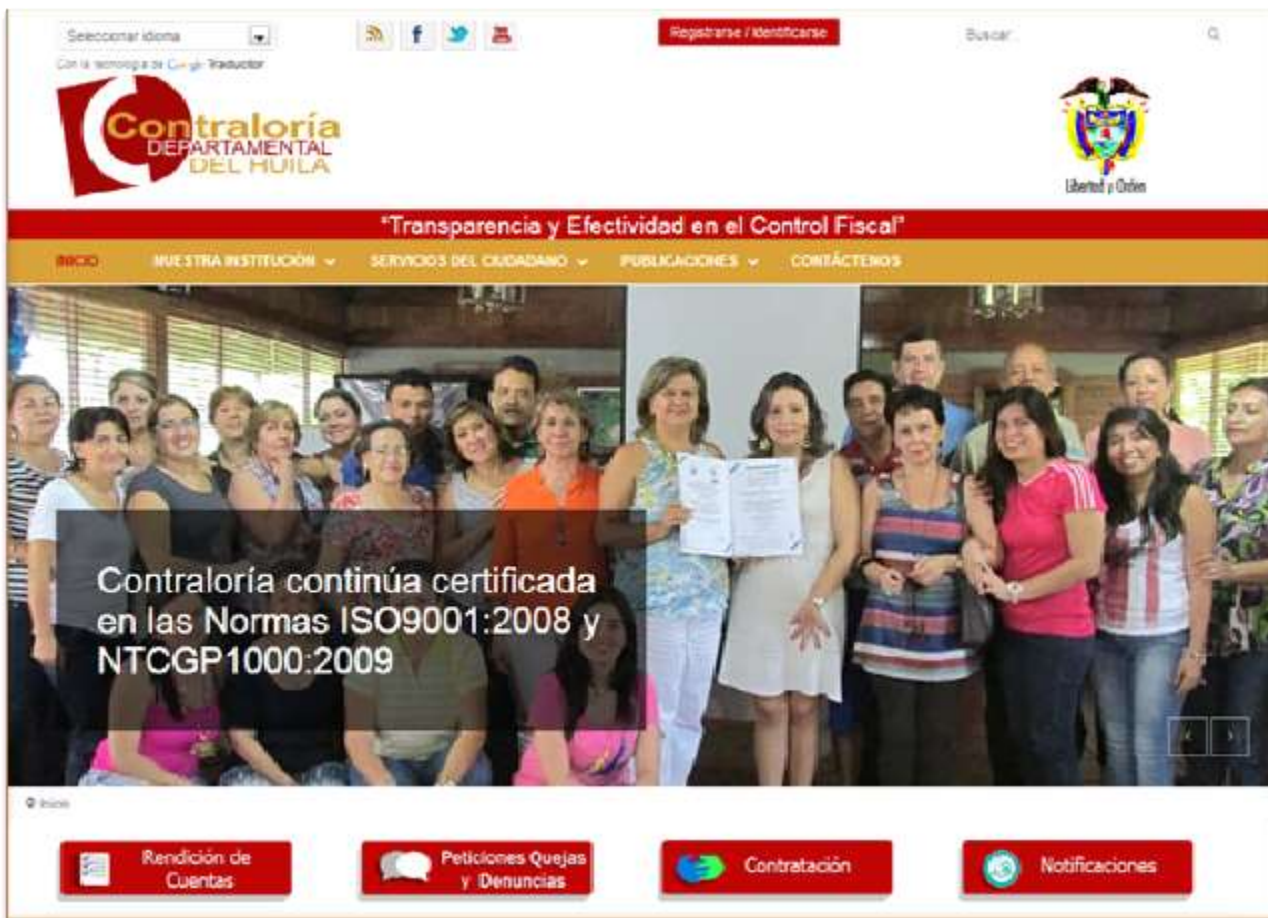 Seleccionar idioma
Registrarse / Identificarse
Buscar
Con la tecnología de Google Traductor
Contraloría
DEPARTAMENTAL
DEL HUILA
Libertad y Orden
"Transparencia y Efectividad en el Control Fiscal"
INICIO NUESTRA INSTITUCIÓN SERVICIOS DEL CIUDADANO PUBLICACIONES CONTÁCTENOS
Contraloría continúa certificada
en las Normas ISO9001:2008 y
NTCGP1000:2009
Inicio
Rendición de
Cuentas
Peticiones Quejas
y Denuncias
Contratación
Notificaciones